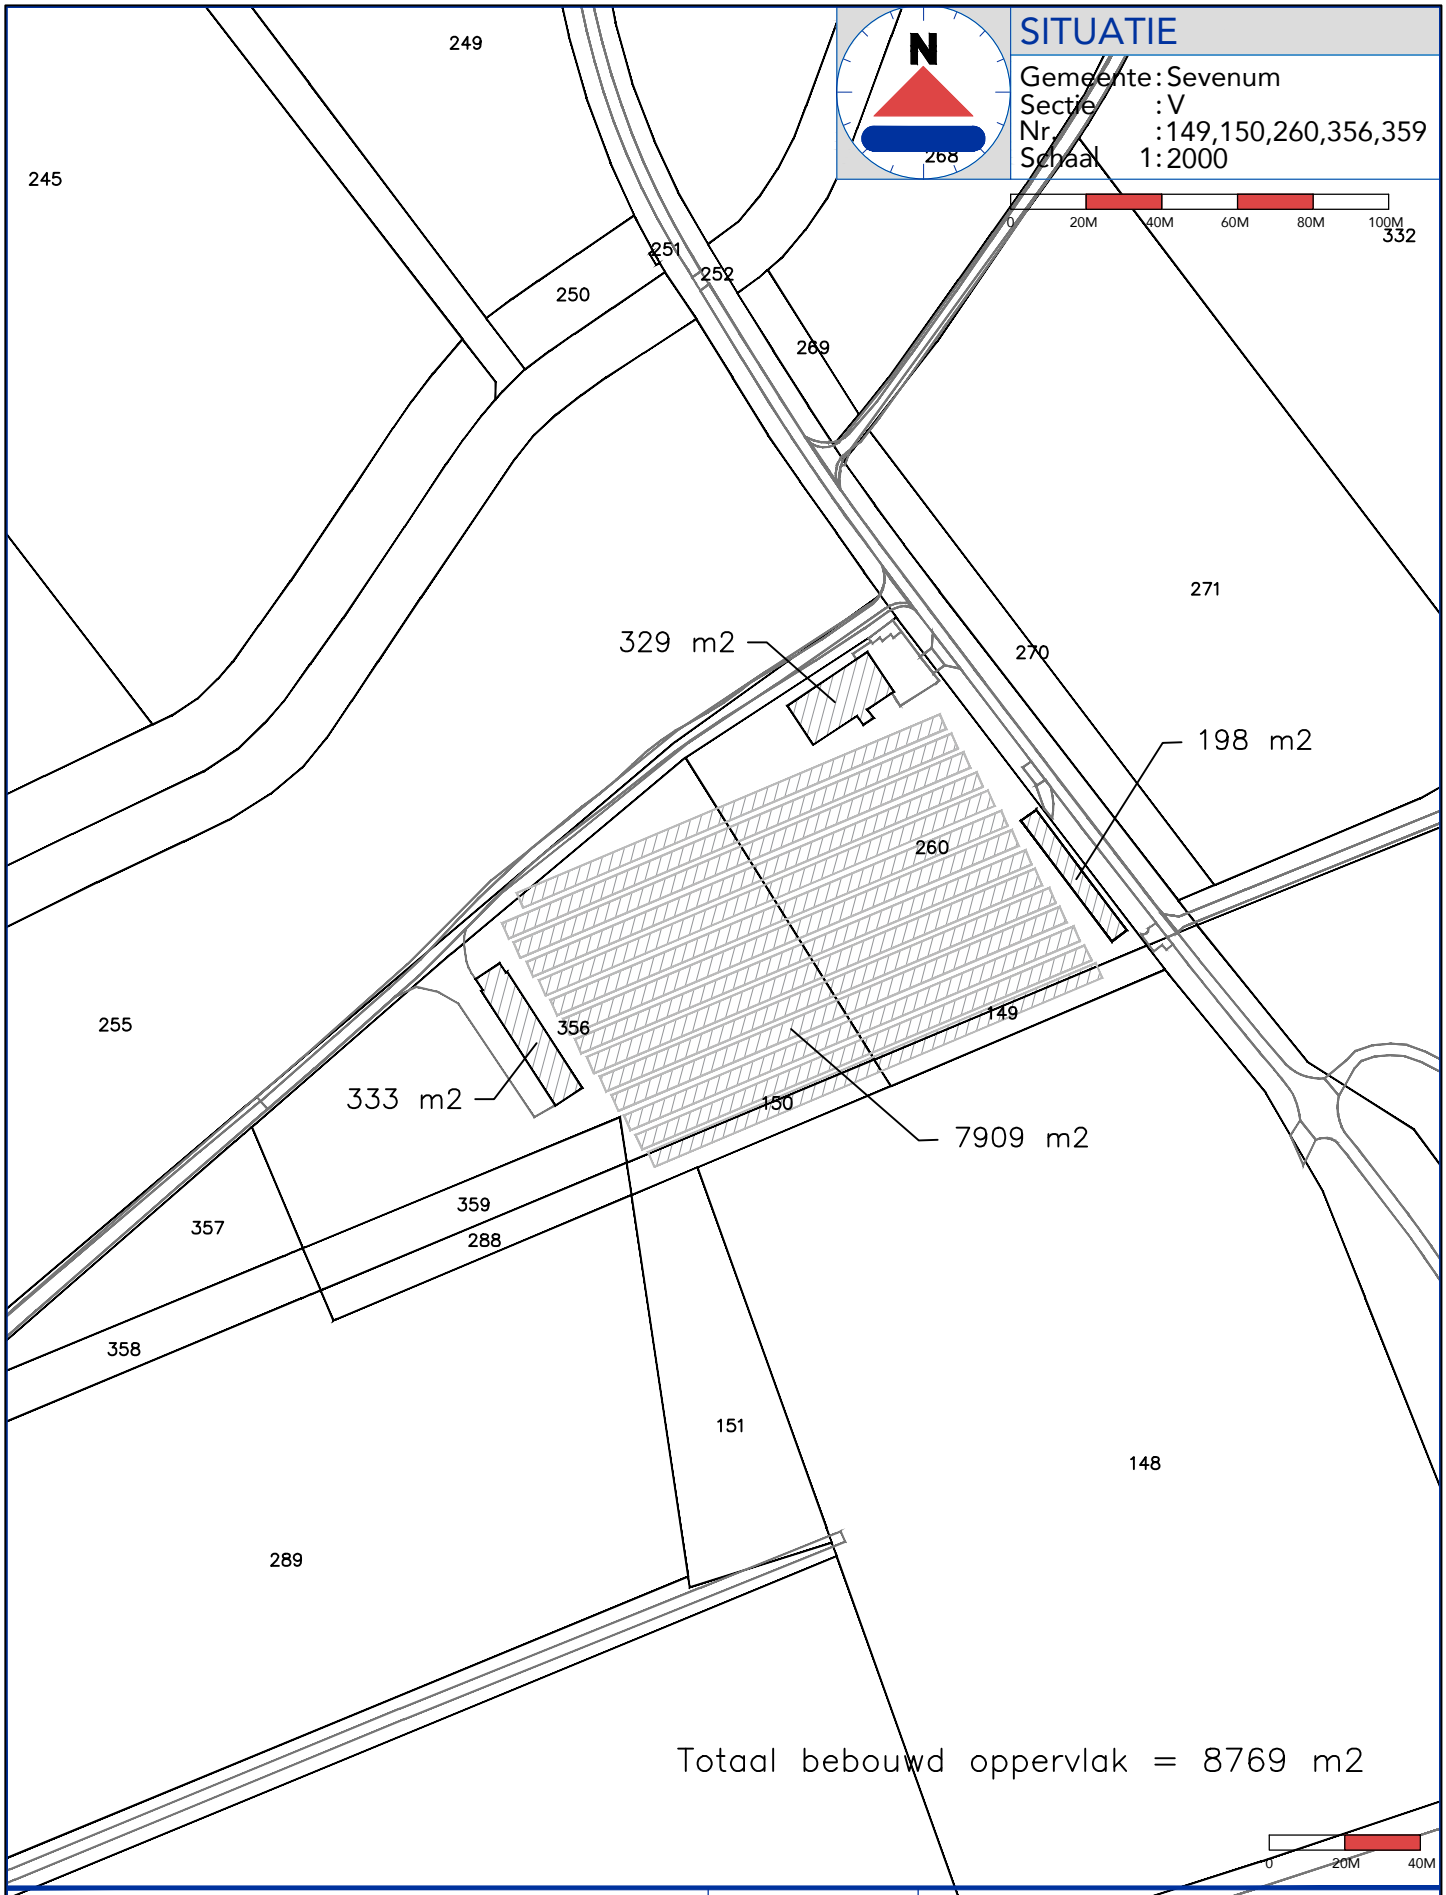 N
SITUATIE
Gemeente: Sevenum
Sectie : V
Nr. : 149,150,260,356,359
Schaal 1: 2000
0 20M 40M 60M 80M 100M
249
268
245
332
251
252
250
269
271
329 m2
270
198 m2
260
255
356
149
333 m2
150
7909 m2
359
357
288
358
151
148
289
Totaal bebouwd oppervlak = 8769 m2
0 20M 40M